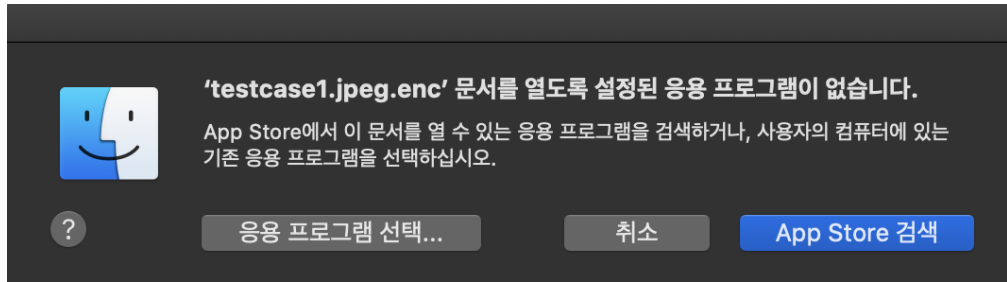 'testcase1.jpeg.enc' 문서를 열도록 설정된 응용 프로그램이 없습니다.
App Store에서 이 문서를 열 수 있는 응용 프로그램을 검색하거나, 사용자의 컴퓨터에 있는
기존 응용 프로그램을 선택하십시오.
? 응용 프로그램 선택... 취소 App Store 검색